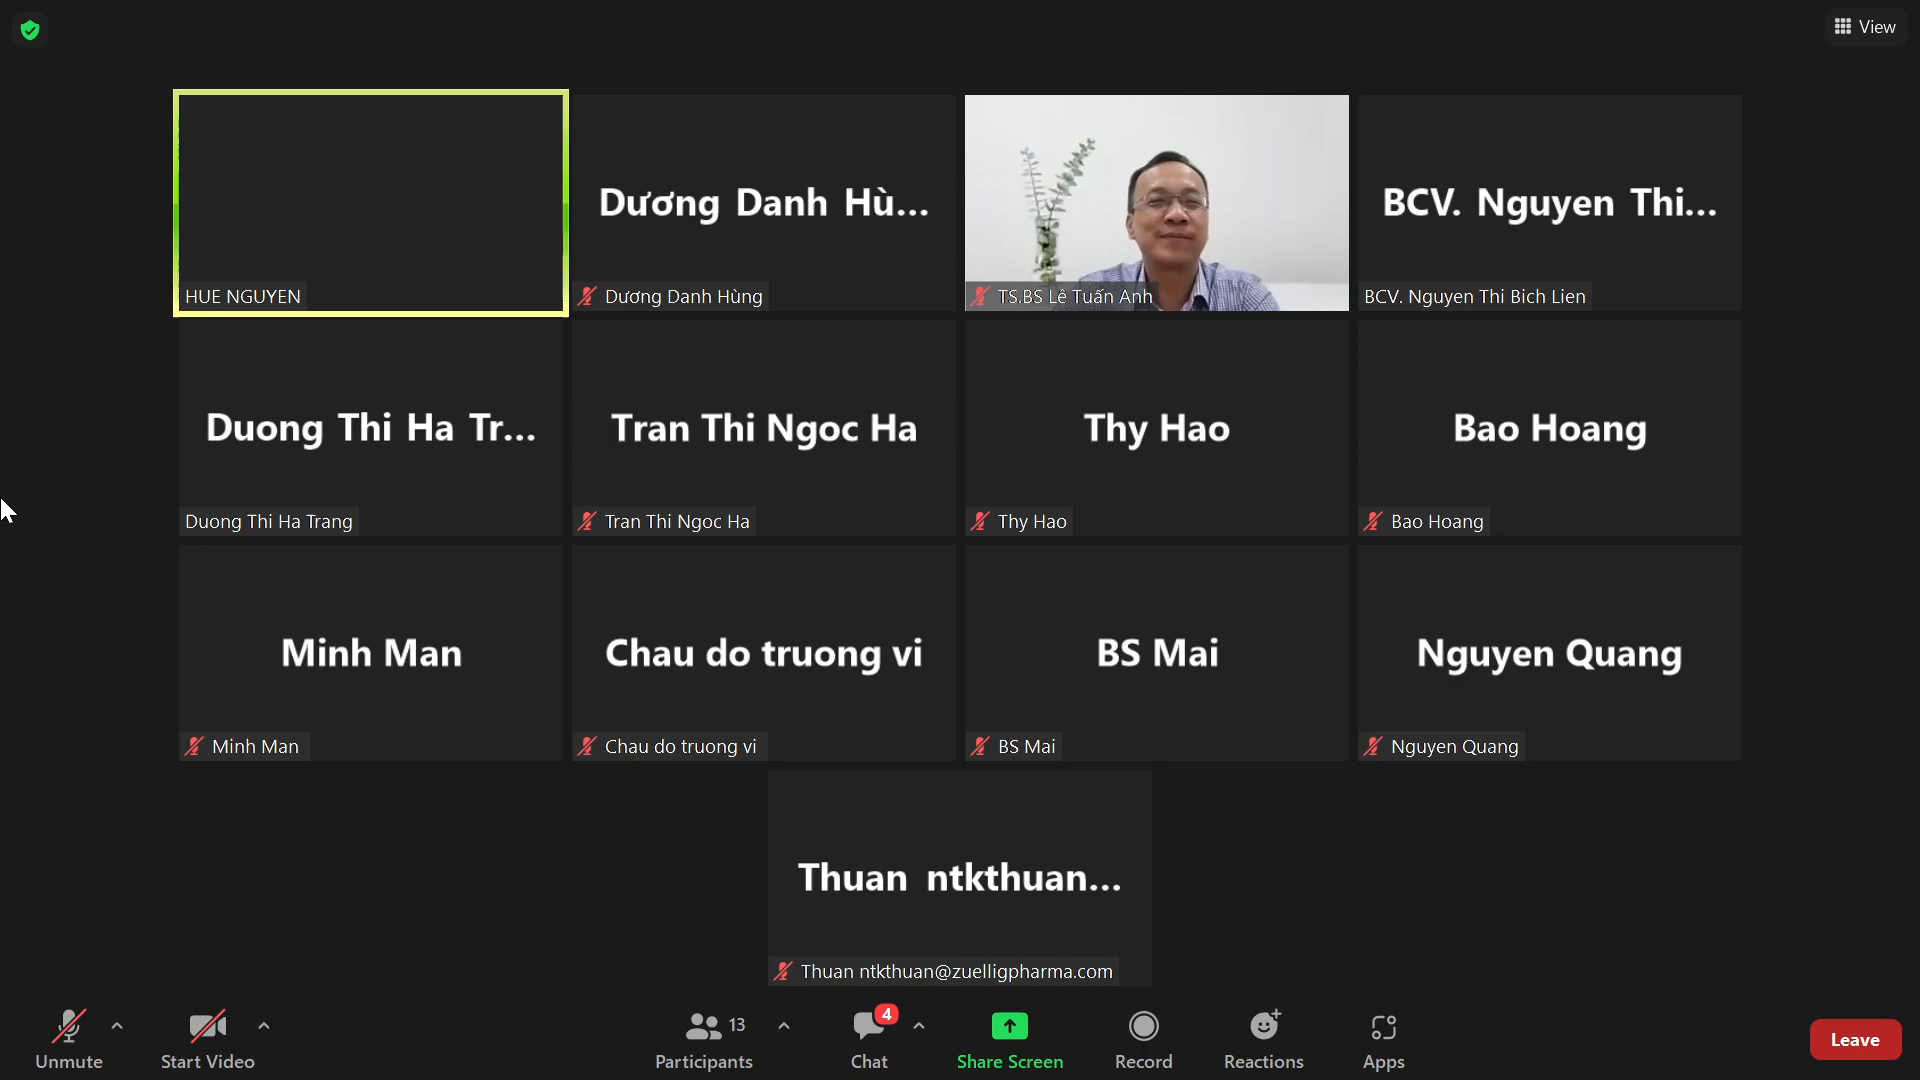 View
HUE NGUYEN
Dương Danh Hù...
Dương Danh Hùng
TS.BS Lê Tuấn Anh
BCV. Nguyen Thi...
BCV. Nguyen Thi Bich Lien
Duong Thi Ha Tr...
Duong Thi Ha Trang
Tran Thi Ngoc Ha
Tran Thi Ngoc Ha
Thy Hao
Thy Hao
Bao Hoang
Bao Hoang
Minh Man
Minh Man
Chau do truong vi
Chau do truong vi
BS Mai
BS Mai
Nguyen Quang
Nguyen Quang
Thuan ntkthuan...
Thuan ntkthuan@zuelligpharma.com
Unmute
Start Video
13
Participants
4
Chat
Share Screen
Record
Reactions
Apps
Leave